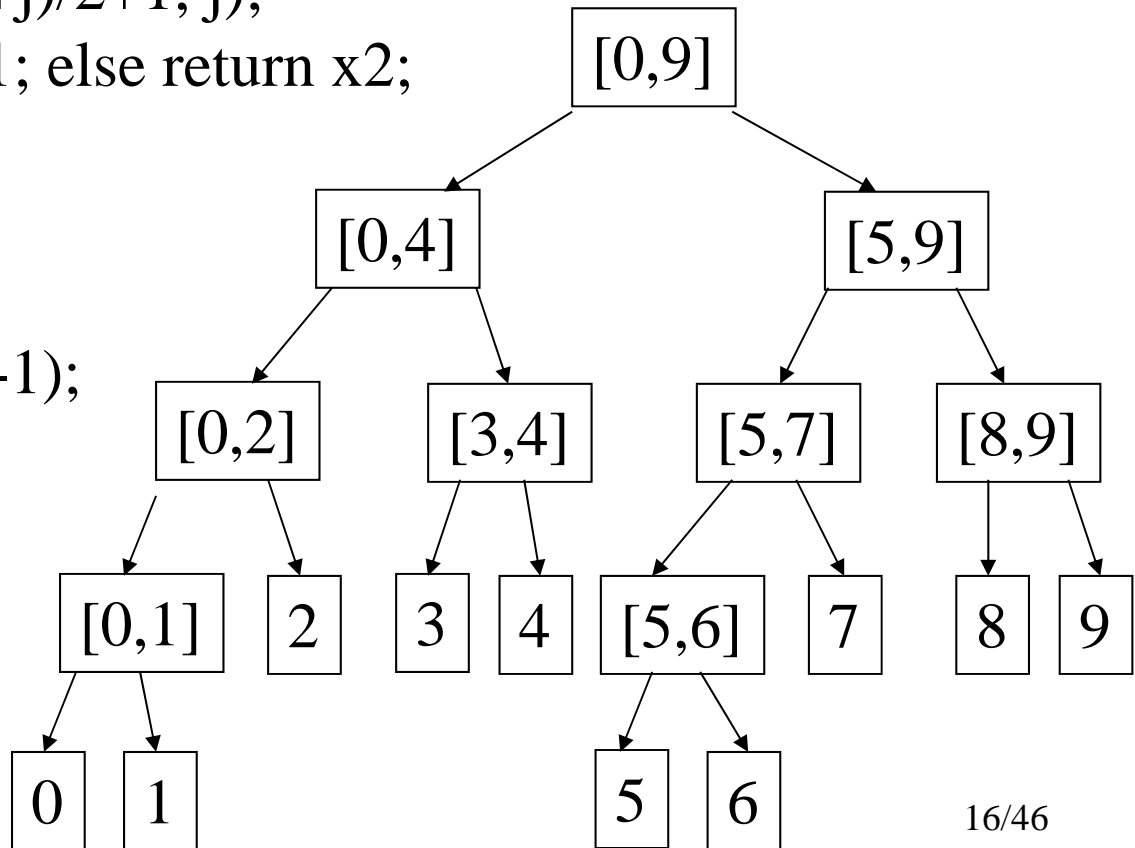 j)/2+1, j);
; else return x2;
[0,9]
[0,4] [5,9]
-1);
[0,2] [3,4] [5,7] [8,9]
[0,1] 2 3 4 [5,6] 7 8 9
0 1 5 6
16/46